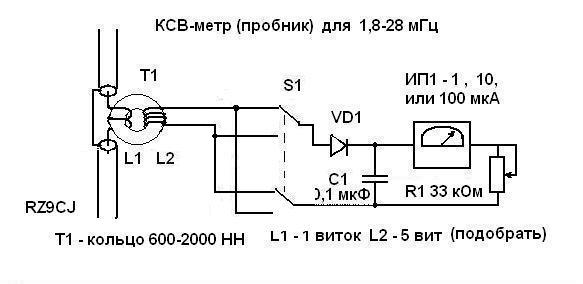 КСВ-метр (пробник) для 1,8-28 мГц
T1
S1
ИП1 - 1 , 10,
или 100 мкА
VD1
L1 L2
C1
0,1 мкФ
R1 33 кОм
RZ9CJ
T1 - кольцо 600-2000 НН L1 - 1 виток L2 - 5 вит (подобрать)